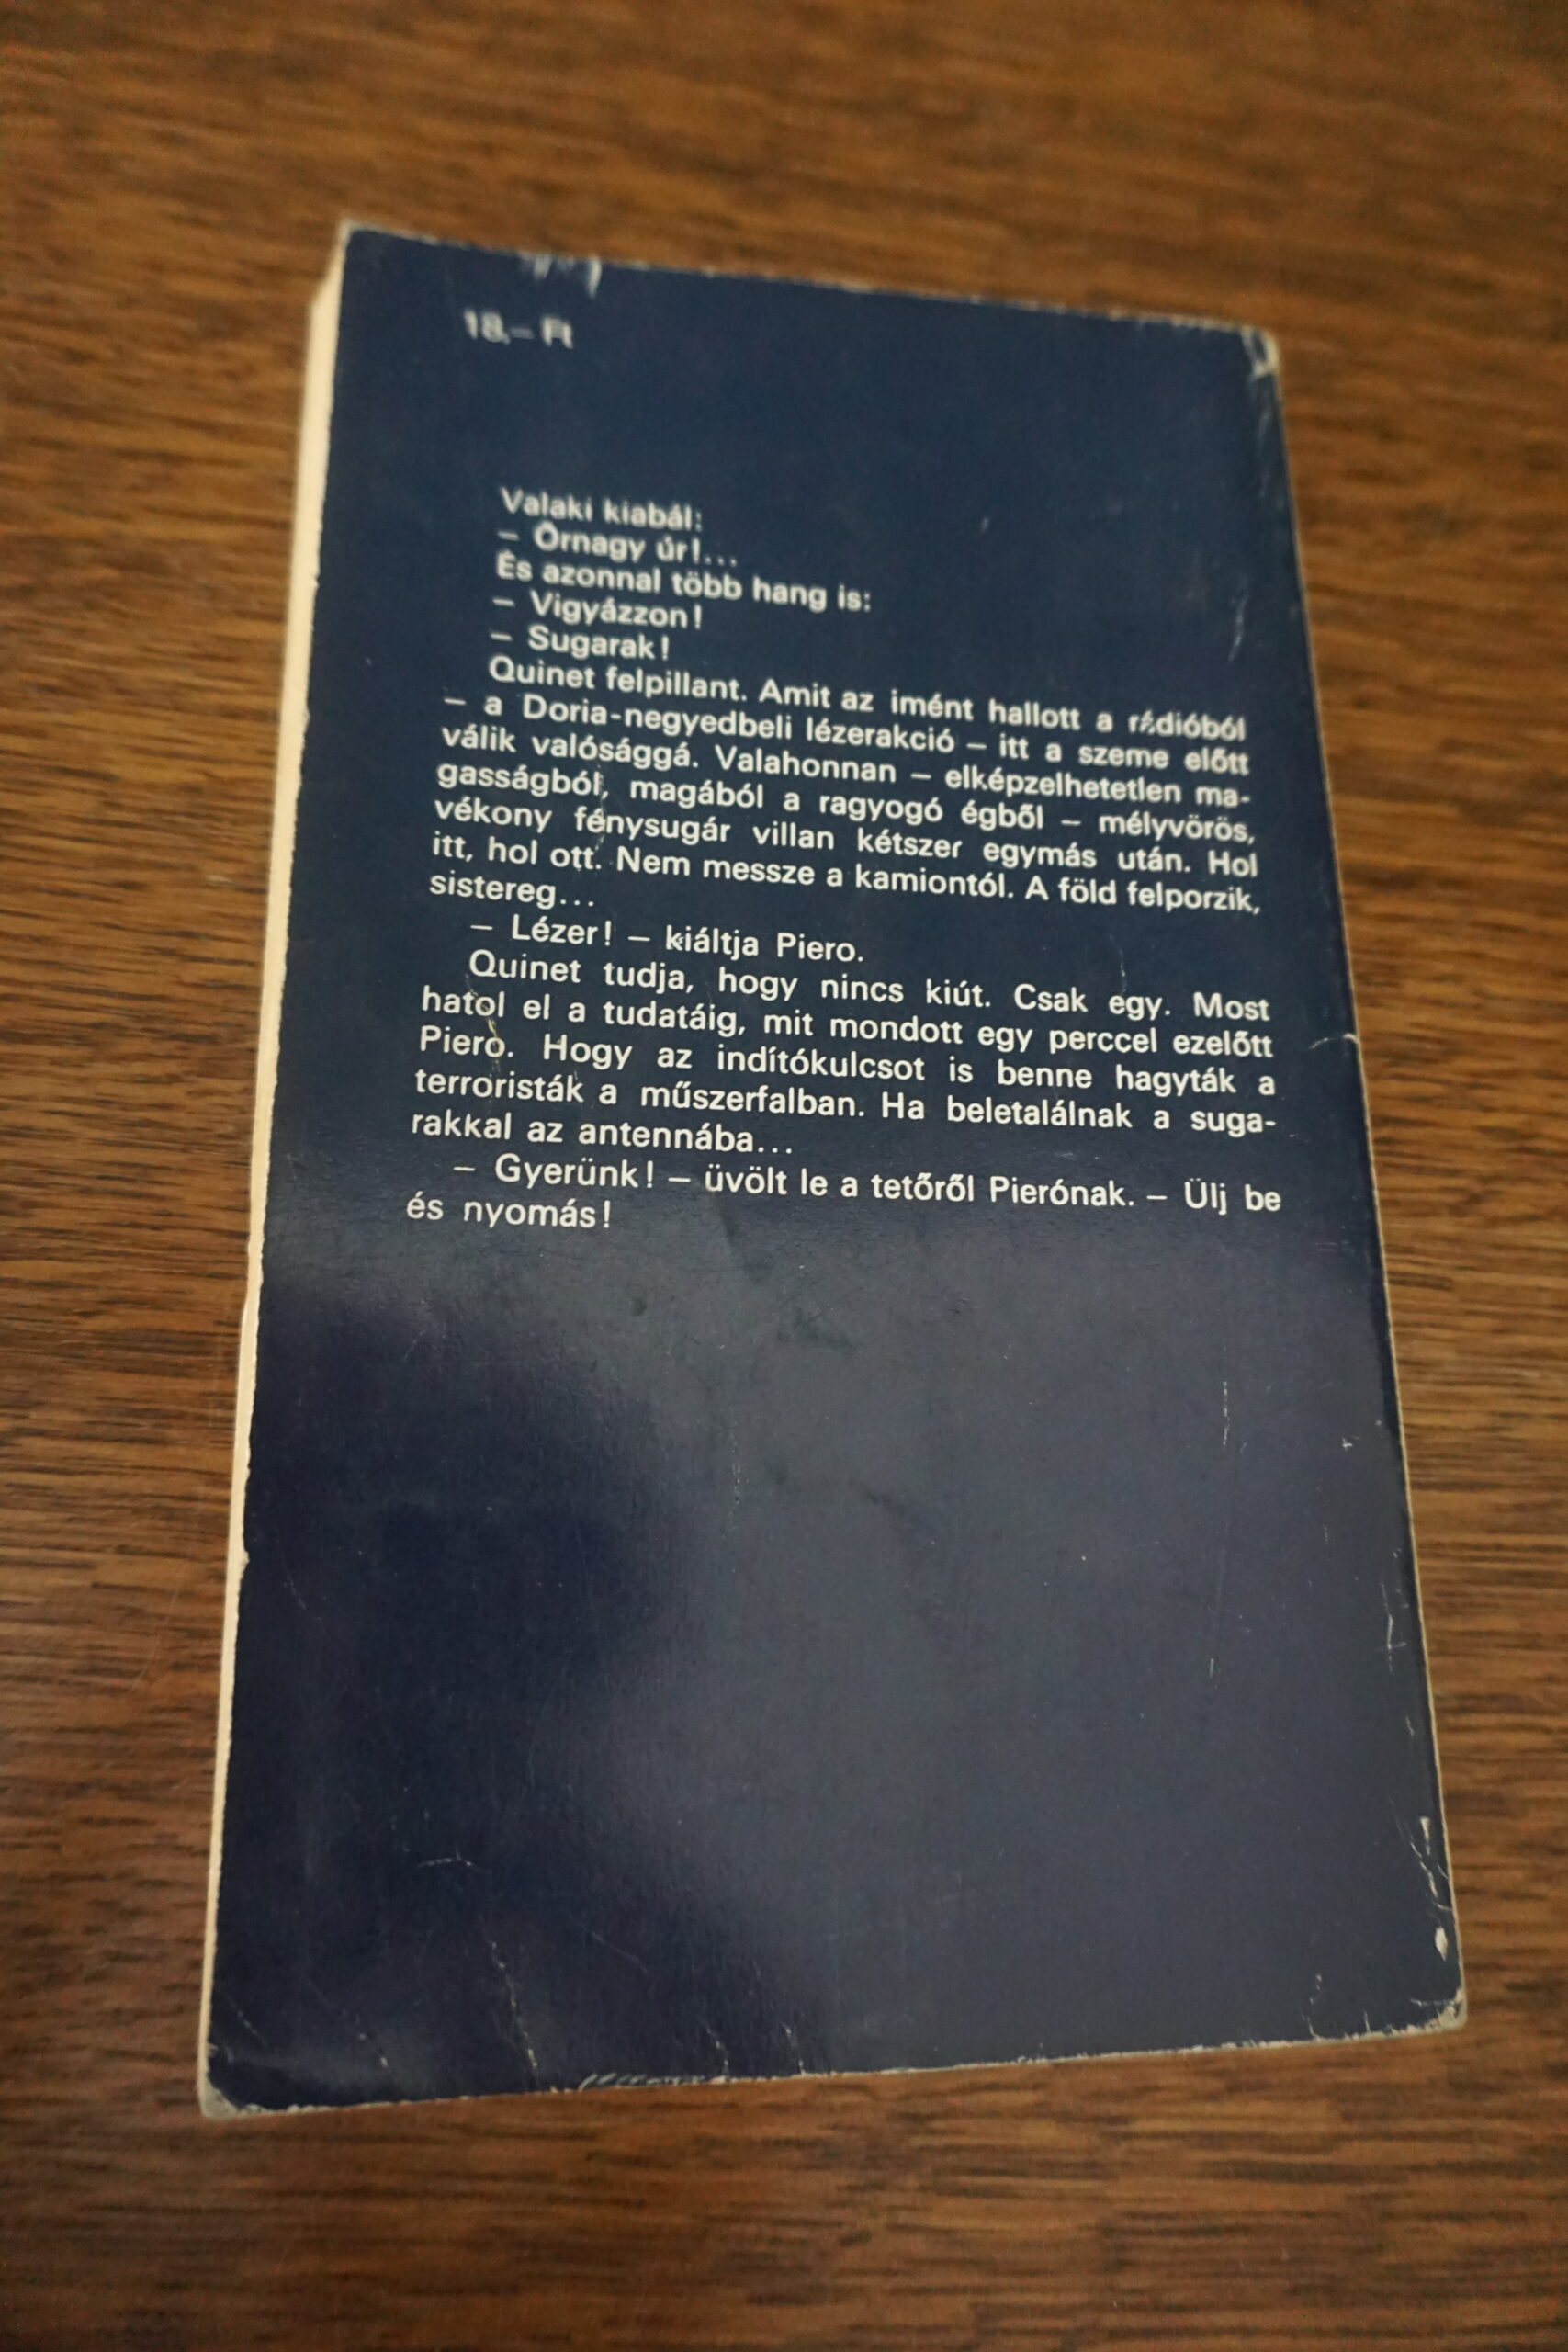 18,– Ft
Valaki kiabál:
– Őrnagy úr!...
És azonnal több hang is:
– Vigyázzon!
– Sugarak!
Quinet felpillant. Amit az imént hallott a rádióból
– a Doria-negyedbeli lézerakció – itt a szeme előtt
válik valósággá. Valahonnan – elképzelhetetlen ma-
gasságból, magából a ragyogó égből – mélyvörös,
vékony fénysugár villan kétszer egymás után. Hol
itt, hol ott. Nem messze a kamiontól. A föld felporzik,
sistereg...
– Lézer! – kiáltja Piero.
Quinet tudja, hogy nincs kiút. Csak egy. Most
hatol el a tudatáig, mit mondott egy perccel ezelőtt
Piero. Hogy az indítókulcsot is benne hagyták a
terroristák a műszerfalban. Ha beletalálnak a suga-
rakkal az antennába...
– Gyerünk! – üvölt le a tetőről Pierónak. – Ülj be
és nyomás!